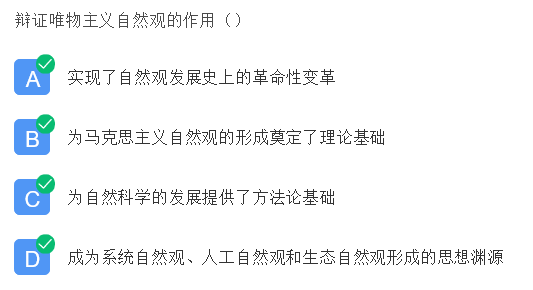 辩证唯物主义自然观的作用（）
A 实现了自然观发展史上的革命性变革
B 为马克思主义自然观的形成奠定了理论基础
C 为自然科学的发展提供了方法论基础
D 成为系统自然观、人工自然观和生态自然观形成的思想渊源